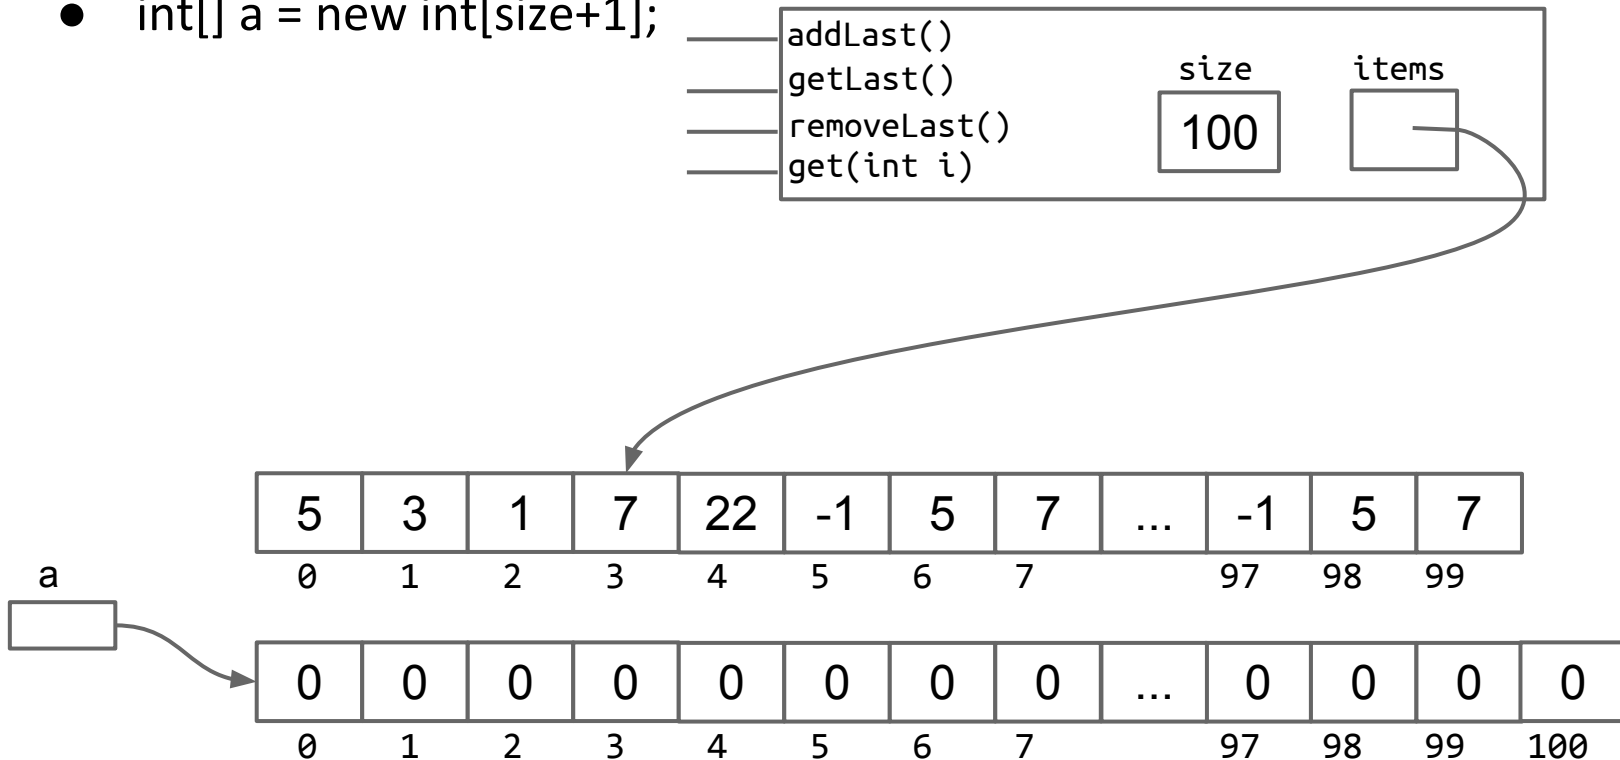 ● int[] a = new int[size+1];
addLast()
getLast()
removeLast()
get(int i)
size items
100
5 3 1 7 22 -1 5 7 ... -1 5 7
0 1 2 3 4 5 6 7 97 98 99
a
0 0 0 0 0 0 0 0 ... 0 0 0 0
0 1 2 3 4 5 6 7 97 98 99 100